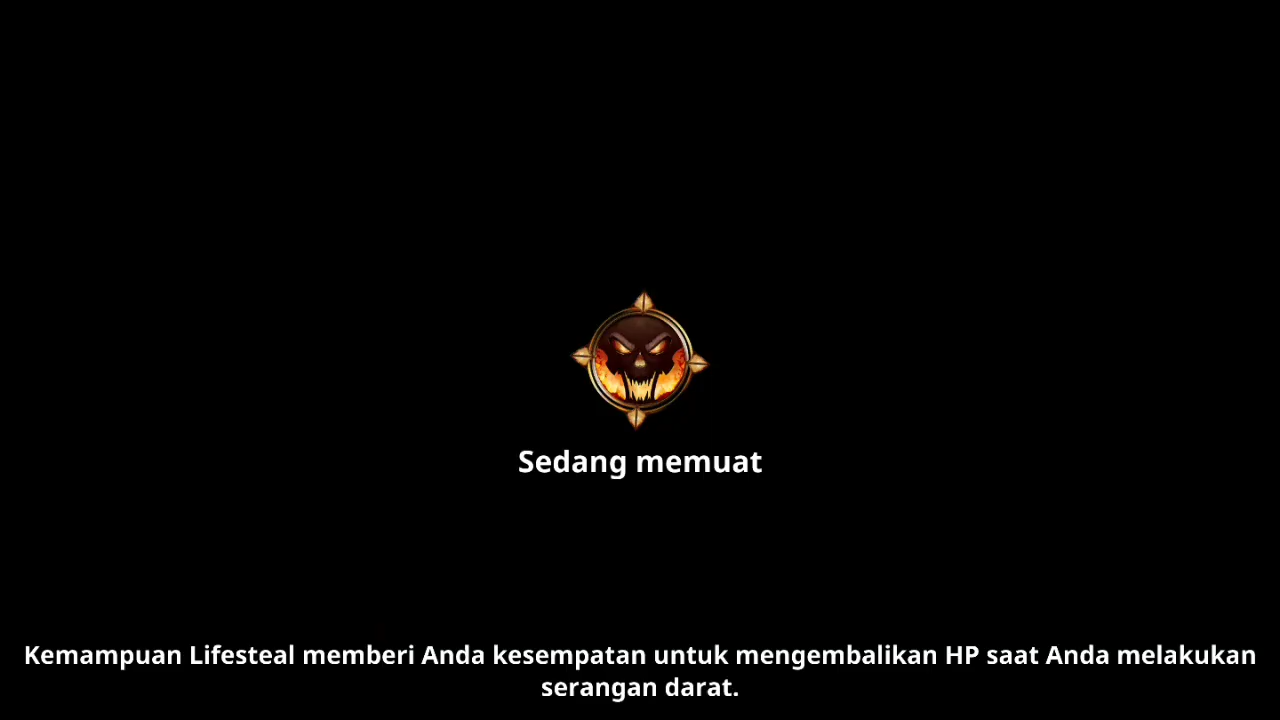 Sedang memuat
Kemampuan Lifesteal memberi Anda kesempatan untuk mengembalikan HP saat Anda melakukan
serangan darat.